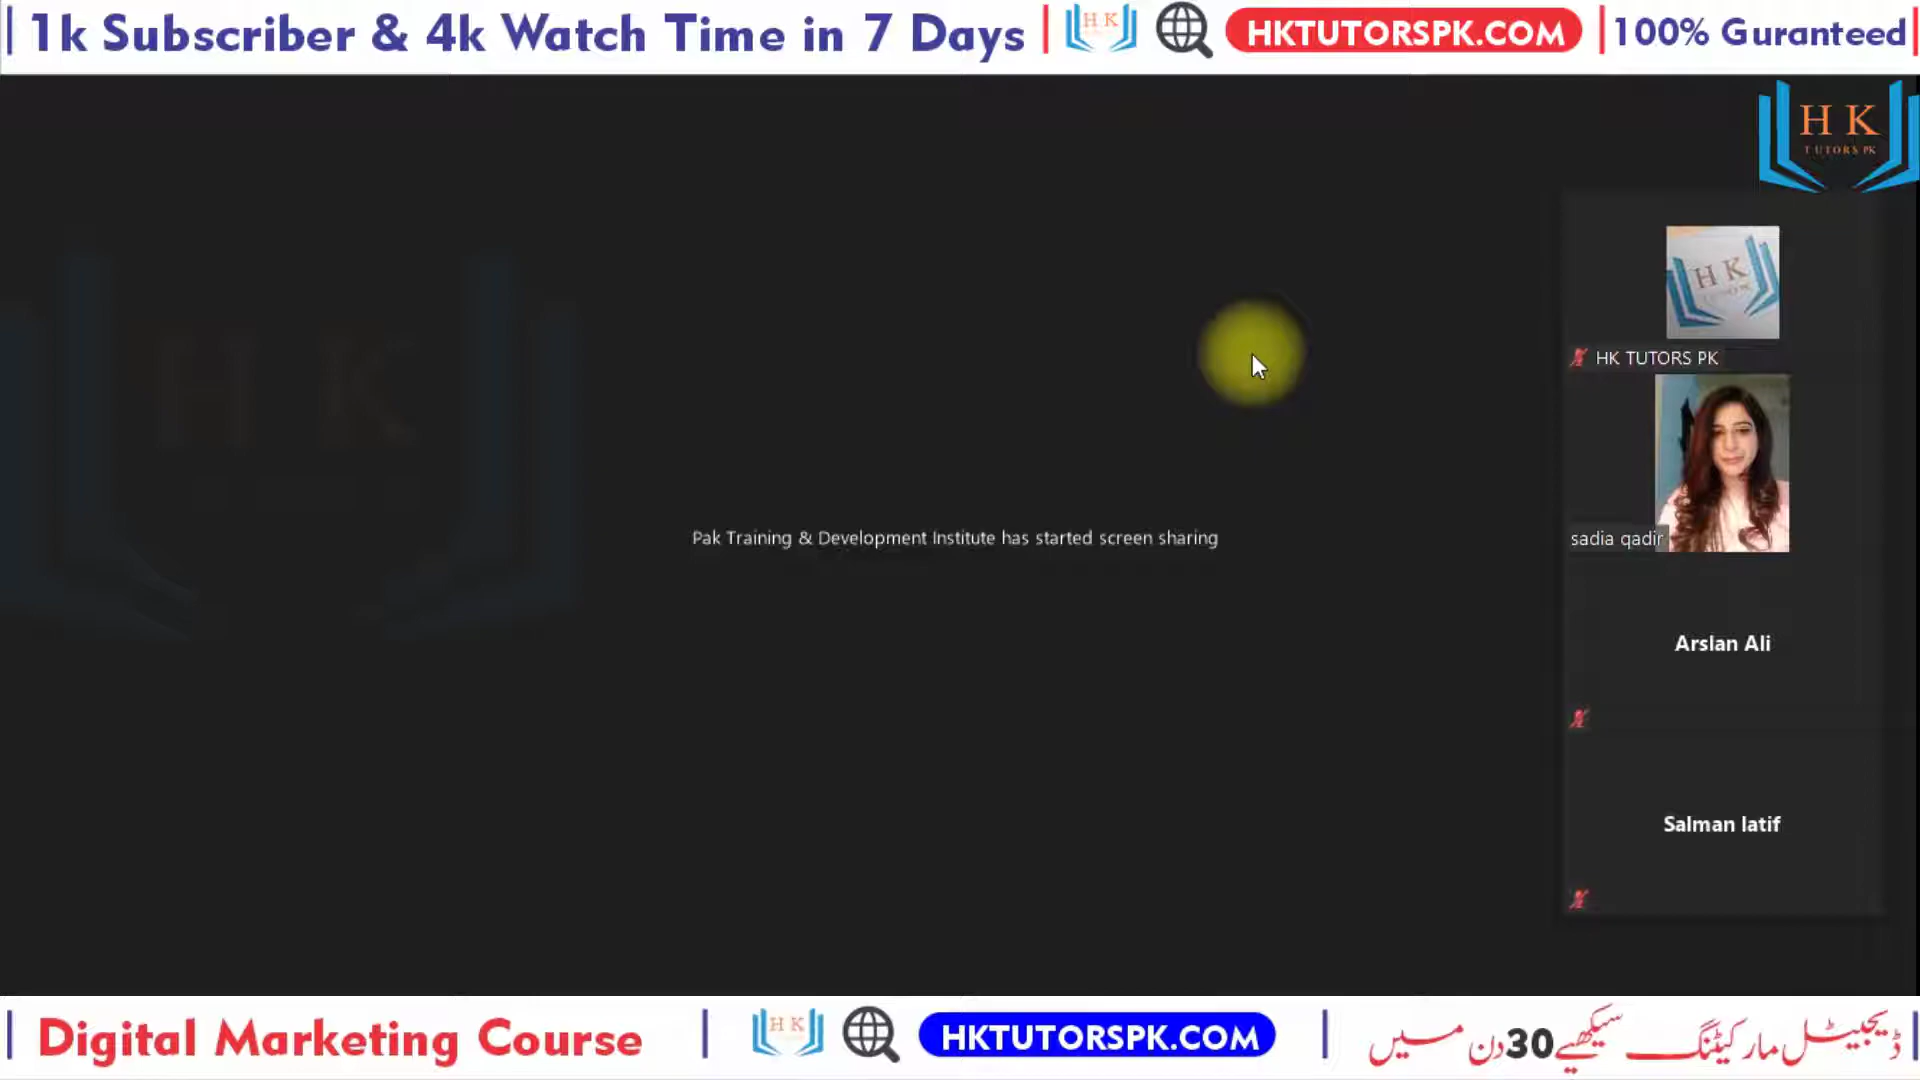 1k Subscriber & 4k Watch Time in 7 Days
H K
HKTUTORSPK.COM
100% Guranteed
H K
TUTORS PK
H K
HK TUTORS PK
sadia qadir
Pak Training & Development Institute has started screen sharing
H K
Arslan Ali
Salman latif
Digital Marketing Course
H K
HKTUTORSPK.COM
ڈیجیٹل مارکیٹنگ سیکھیے 30 دن میں